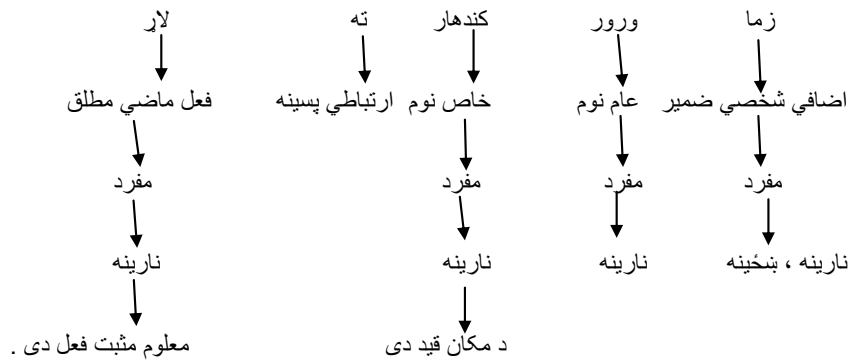 زما ورور کندهار ته لاړ
اضافي شخصي ضمير عام نوم خاص نوم ارتباطي پسينه فعل ماضي مطلق
مفرد مفرد مفرد مفرد
نارينه ، ښځينه نارينه نارينه نارينه
د مکان قيد دی معلوم مثبت فعل دی .